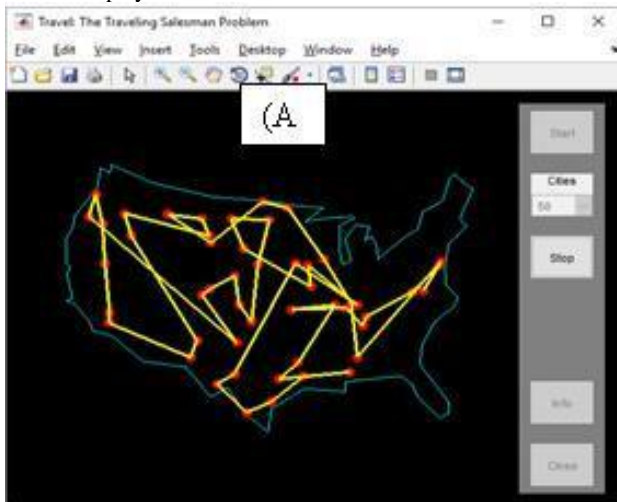 Travel: The Traveling Salesman Problem
File Edit View Insert Tools Desktop Window Help
(A
Start
Cities
50
Stop
Info
Close